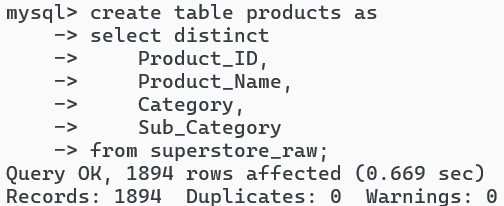 mysql> create table products as
    -> select distinct
    ->     Product_ID,
    ->     Product_Name,
    ->     Category,
    ->     Sub_Category
    -> from superstore_raw;
Query OK, 1894 rows affected (0.669 sec)
Records: 1894  Duplicates: 0  Warnings: 0